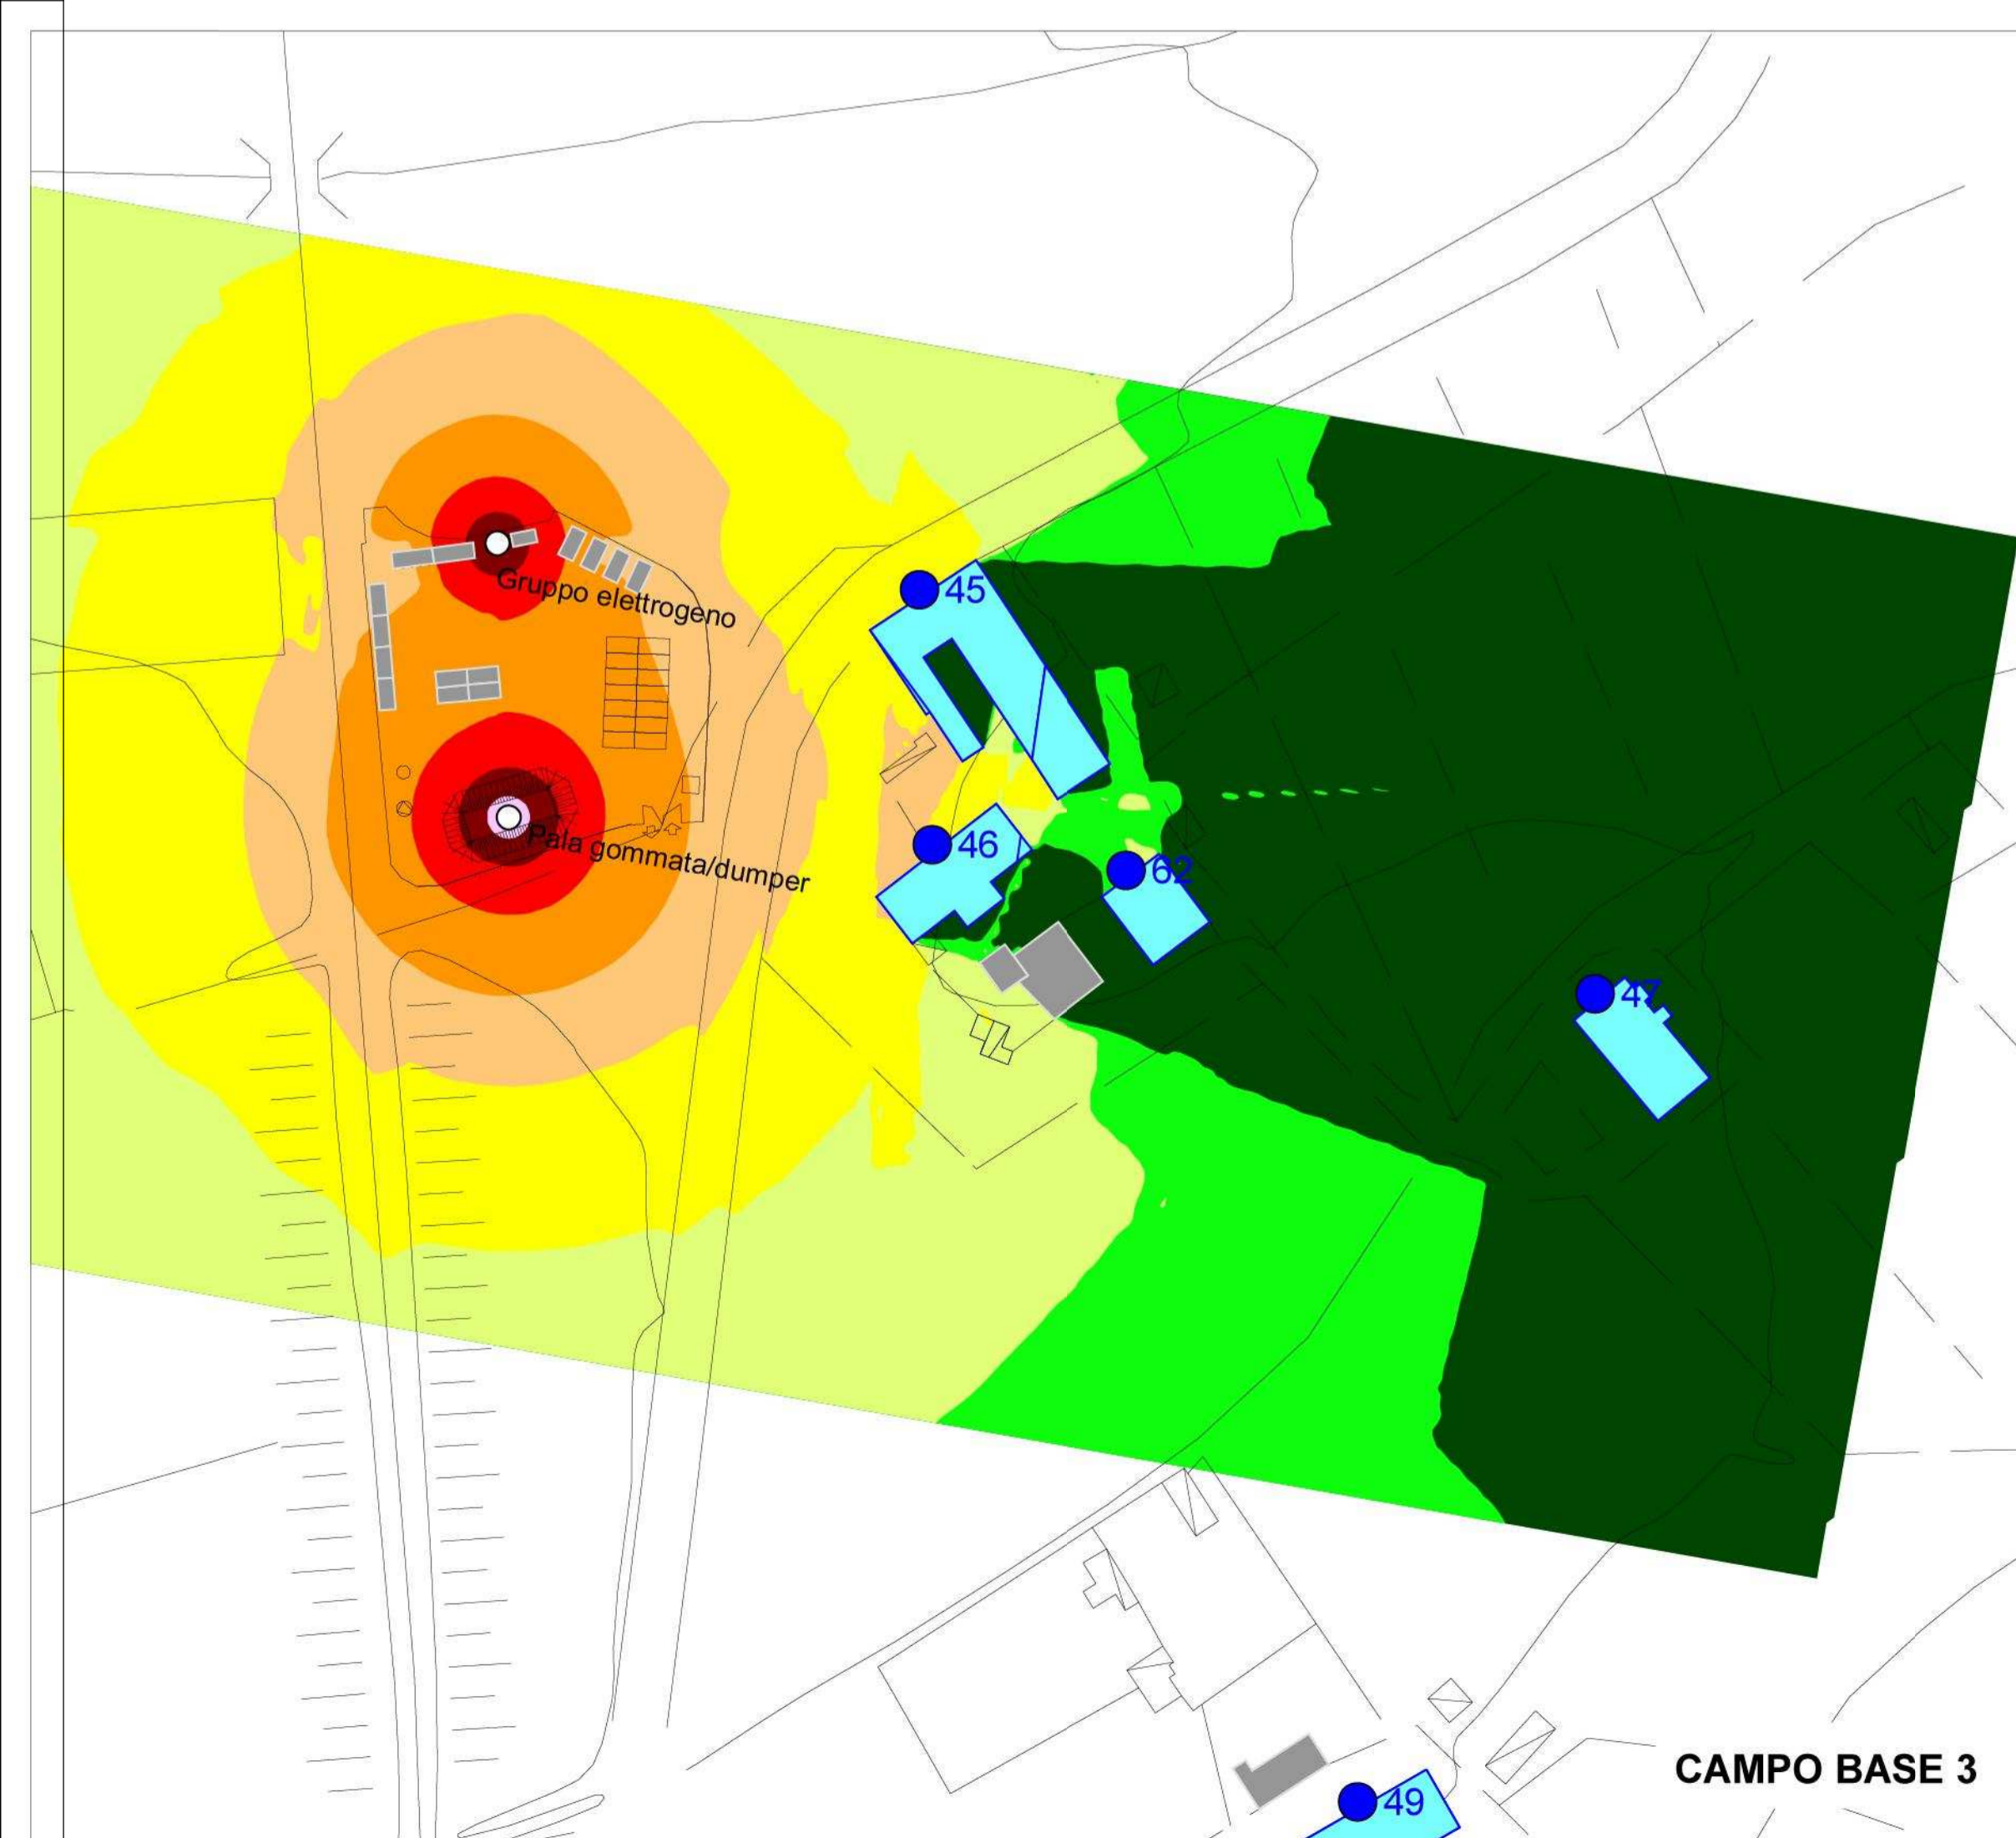 45
Gruppo elettrogeno
46
Pala gommata/dumper
62
47
CAMPO BASE 3
49